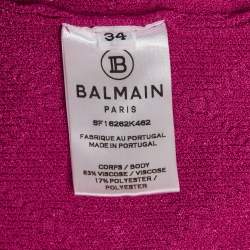 34
B
BALMAIN
PARIS
SF16262K462
FABRIQUE AU PORTUGAL
MADE IN PORTUGAL
CORPS / BODY
83% VISCOSE / VISCOSE
17% POLYESTER /
POLYESTER